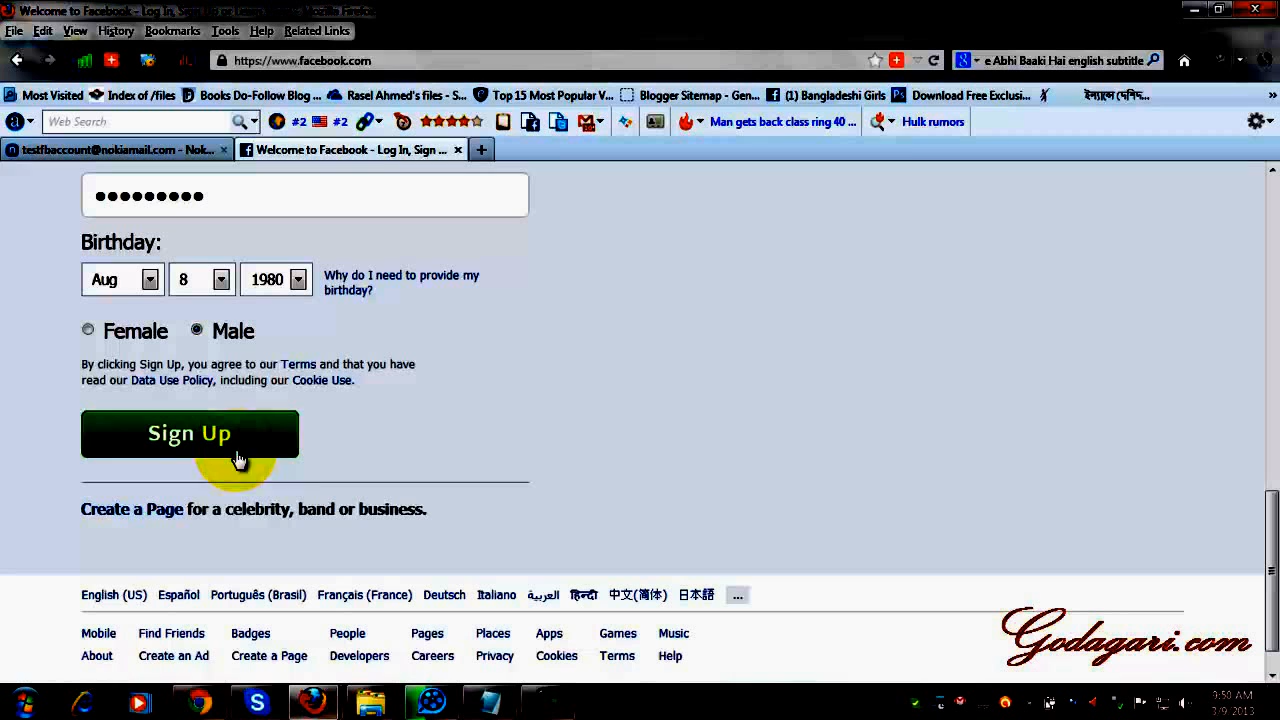 Welcome to Facebook - Log In, Sign Up or Learn More - Mozilla Firefox
File Edit View History Bookmarks Tools Help Related Links
https://www.facebook.com
e Abhi Baaki Hai english subtitle
Most Visited Index of /files Books Do-Follow Blog ... Rasel Ahmed's files - S... Top 15 Most Popular V... Blogger Sitemap - Gen... (1) Bangladeshi Girls Download Free Exclusi...
Web Search #2 #2 Man gets back class ring 40 ... Hulk rumors
testfbaccount@nokiamail.com - Nok... Welcome to Facebook - Log In, Sign ...
Birthday:
Aug 8 1980 Why do I need to provide my
birthday?
Female Male
By clicking Sign Up, you agree to our Terms and that you have
read our Data Use Policy, including our Cookie Use.
Sign Up
Create a Page for a celebrity, band or business.
English (US) Español Português (Brasil) Français (France) Deutsch Italiano العربية हिन्दी 中文(简体) 日本語 ...
Mobile Find Friends Badges People Pages Places Apps Games Music
About Create an Ad Create a Page Developers Careers Privacy Cookies Terms Help
Godagari.com
9:50 AM
3/9/2013